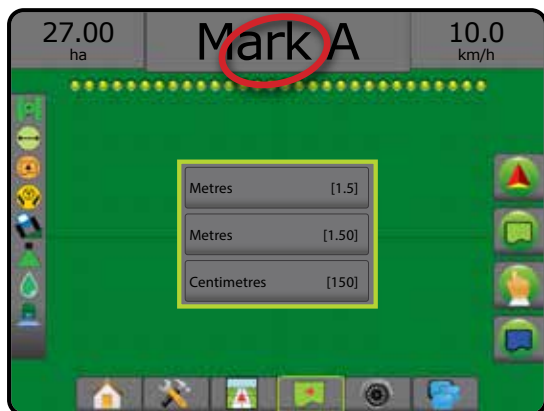 27.00
ha
Mark A
10.0
km/h
Metres [1.5]
Metres [1.50]
Centimetres [150]